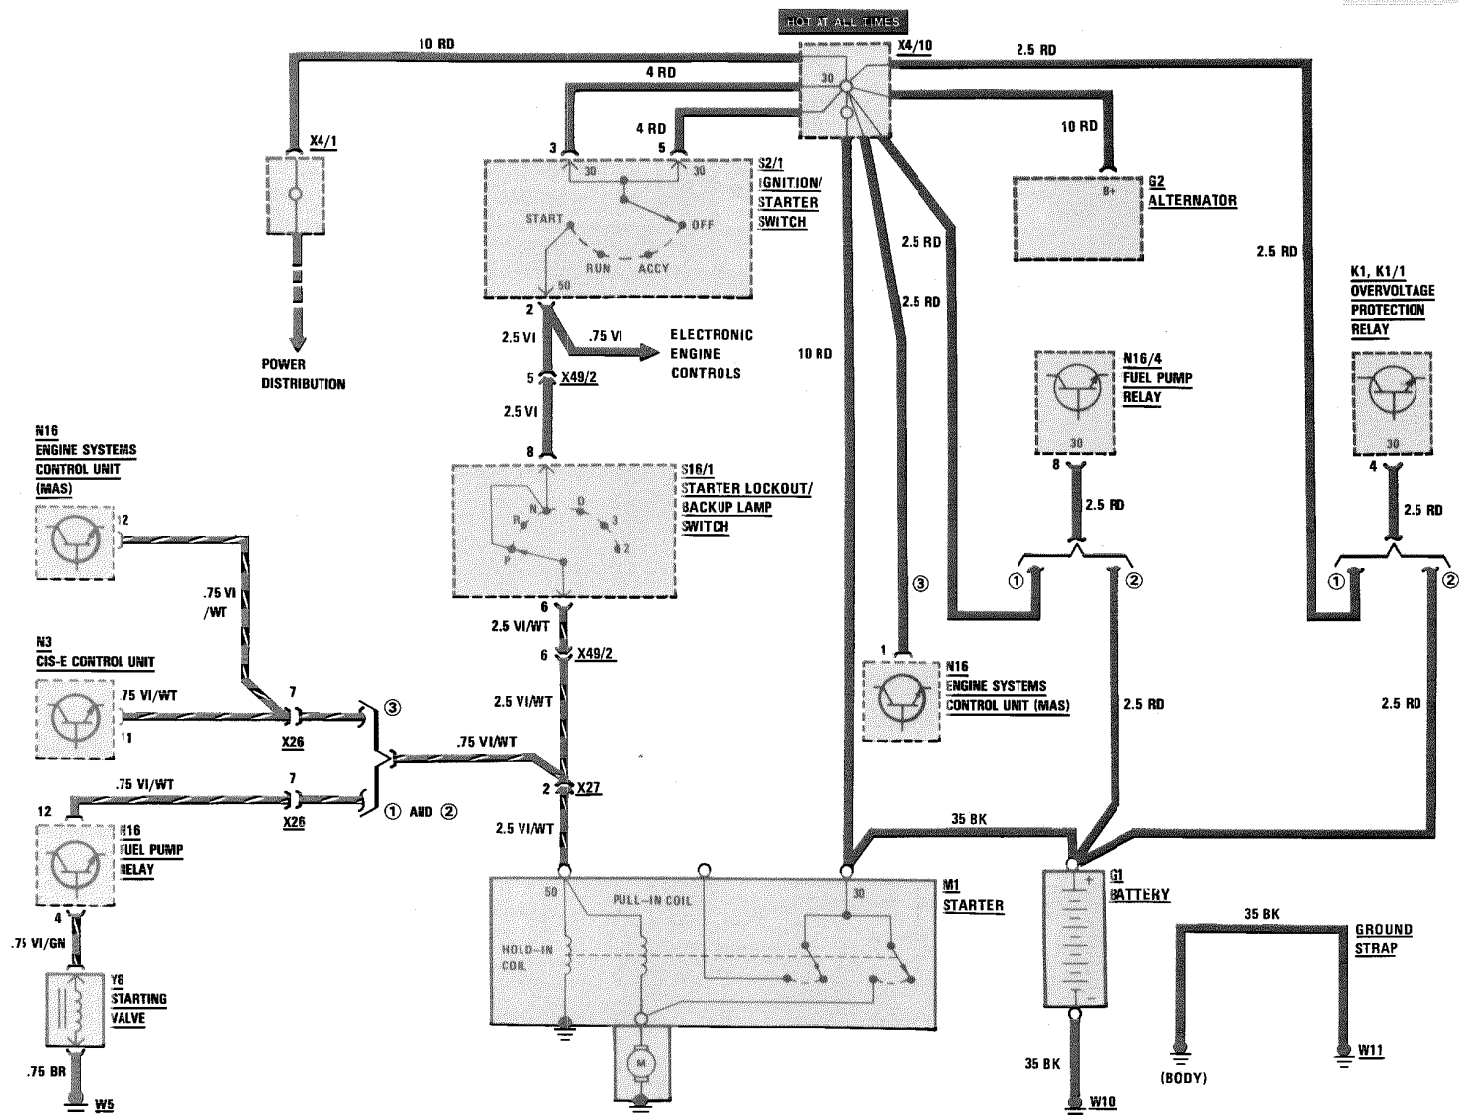 HOT AT ALL TIMES
10 RD
X4/10
2.5 RD
4 RD
30
4 RD
10 RD
X4/1
3
5
S2/1
IGNITION/
STARTER
SWITCH
30
30
START
OFF
RUN
ACCY
50
2
G2
ALTERNATOR
B+
2.5 RD
2.5 RD
2.5 RD
K1, K1/1
OVERVOLTAGE
PROTECTION
RELAY
2.5 VI
.75 VI
ELECTRONIC
ENGINE
CONTROLS
10 RD
POWER
DISTRIBUTION
N16/4
FUEL PUMP
RELAY
5
X49/2
2.5 VI
30
30
8
8
4
N16
ENGINE SYSTEMS
CONTROL UNIT
(MAS)
S16/1
STARTER LOCKOUT/
BACKUP LAMP
SWITCH
N
D
R
3
P
2
2.5 RD
2.5 RD
12
①
②
①
②
③
.75 VI
/WT
6
2.5 VI/WT
6
X49/2
N3
CIS-E CONTROL UNIT
1
N16
ENGINE SYSTEMS
CONTROL UNIT (MAS)
.75 VI/WT
7
③
2.5 VI/WT
2.5 RD
2.5 RD
11
X26
.75 VI/WT
.75 VI/WT
7
2
X27
12
X26
① AND ②
2.5 VI/WT
35 BK
N16
FUEL PUMP
RELAY
50
PULL-IN COIL
30
M1
STARTER
+
G1
BATTERY
4
.75 VI/GN
HOLD-IN
COIL
35 BK
GROUND
STRAP
Y8
STARTING
VALVE
-
M
.75 BR
W5
35 BK
W10
(BODY)
W11